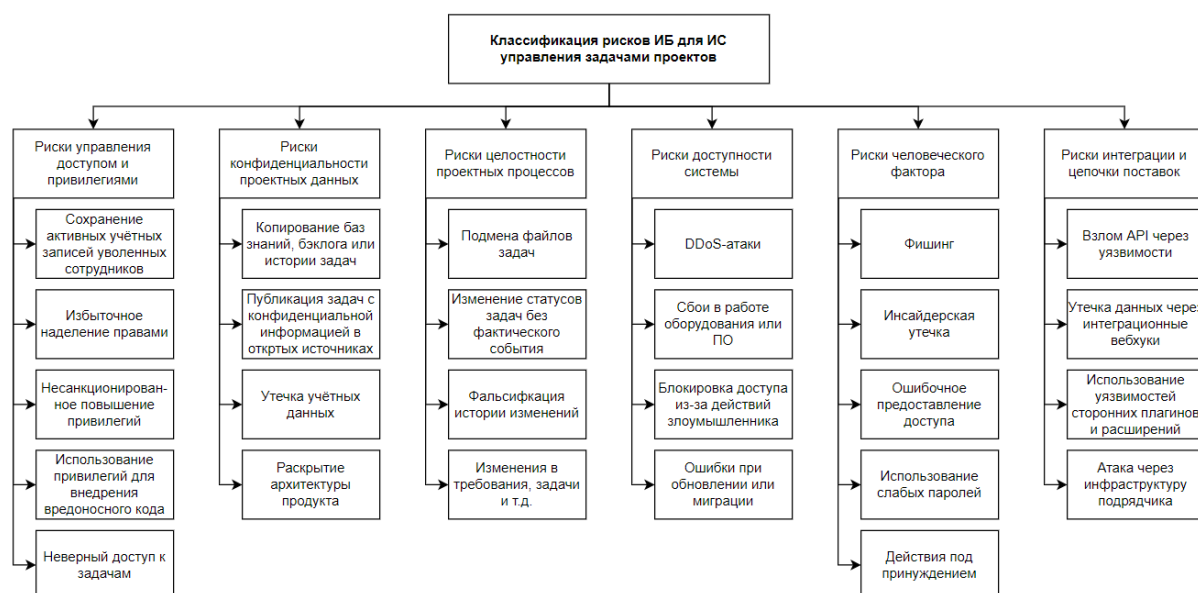 Классификация рисков ИБ для ИС
управления задачами проектов
Риски управления
доступом и
привилегиями
Сохранение
активных учётных
записей уволенных
сотрудников
Избыточное
наделение правами
Несанкционирован-
ное повышение
привилегий
Использование
привилегий для
внедрения
вредоносного кода
Неверный доступ к
задачам
Риски
конфиденциальности
проектных данных
Копирование баз
знаний, бэклога или
истории задач
Публикация задач с
конфиденциальной
информацией в
откртых источниках
Утечка учётных
данных
Раскрытие
архитектуры
продукта
Риски целостности
проектных процессов
Подмена файлов
задач
Изменение статусов
задач без
фактического
события
Фальсифкация
истории изменений
Изменения в
требования, задачи
и т.д.
Риски доступности
системы
DDoS-атаки
Сбои в работе
оборудования или
ПО
Блокировка доступа
из-за действий
злоумышленника
Ошибки при
обновлении или
миграции
Риски человеческого
фактора
Фишинг
Инсайдерская
утечка
Ошибочное
предоставление
доступа
Использование
слабых паролей
Действия под
принуждением
Риски интеграции и
цепочки поставок
Взлом API через
уязвимости
Утечка данных через
интеграционные
вебхуки
Использование
уязвимостей
сторонних плагинов
и расширений
Атака через
инфраструктуру
подрядчика